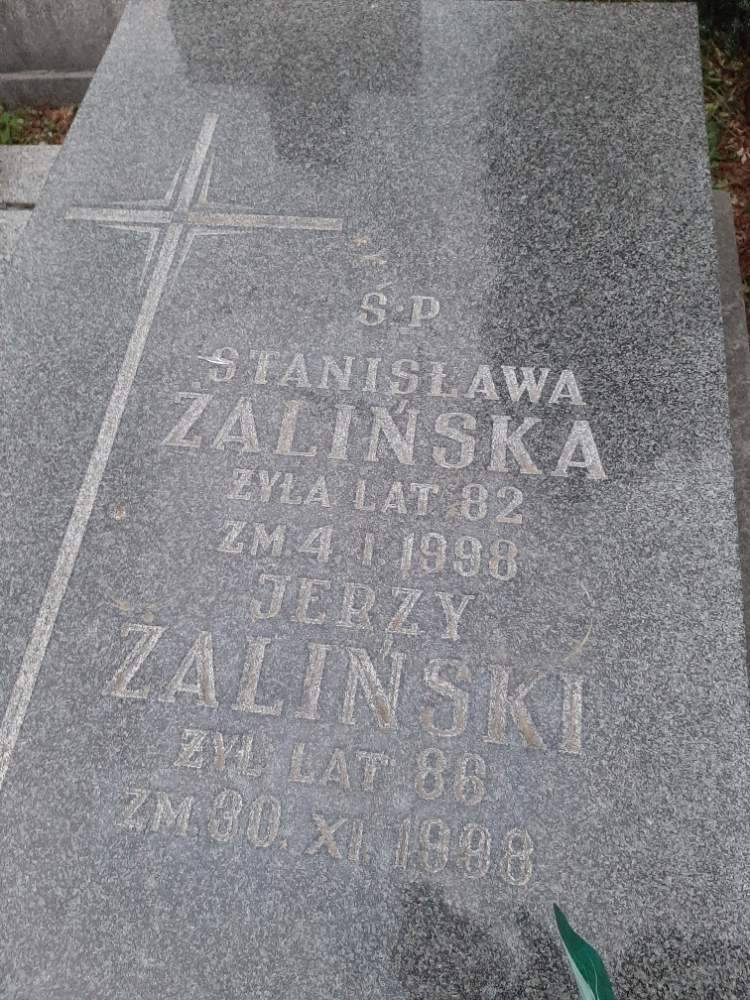 Ś.P
STANISŁAWA
ŻALIŃSKA
ŻYŁA LAT 82
ZM. 4. I. 1998
JERZY
ŻALIŃSKI
ŻYŁ LAT 86
ZM. 30. XI. 1998